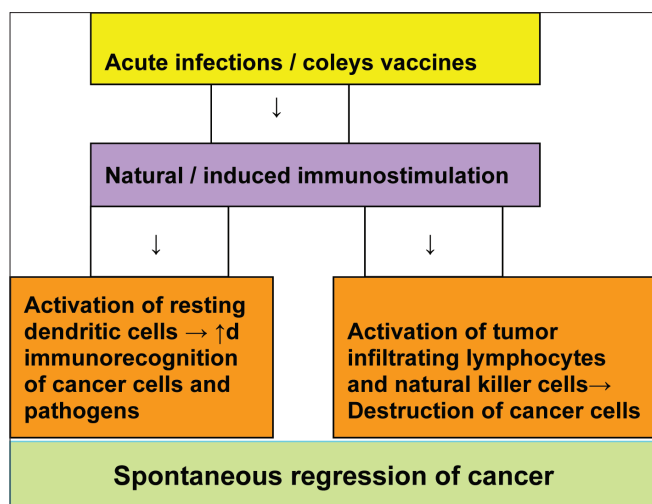 Acute infections / coleys vaccines
↓
Natural / induced immunostimulation
↓ ↓
Activation of resting
dendritic cells → ↑d
immunorecognition
of cancer cells and
pathogens
Activation of tumor
infiltrating lymphocytes
and natural killer cells→
Destruction of cancer cells
Spontaneous regression of cancer